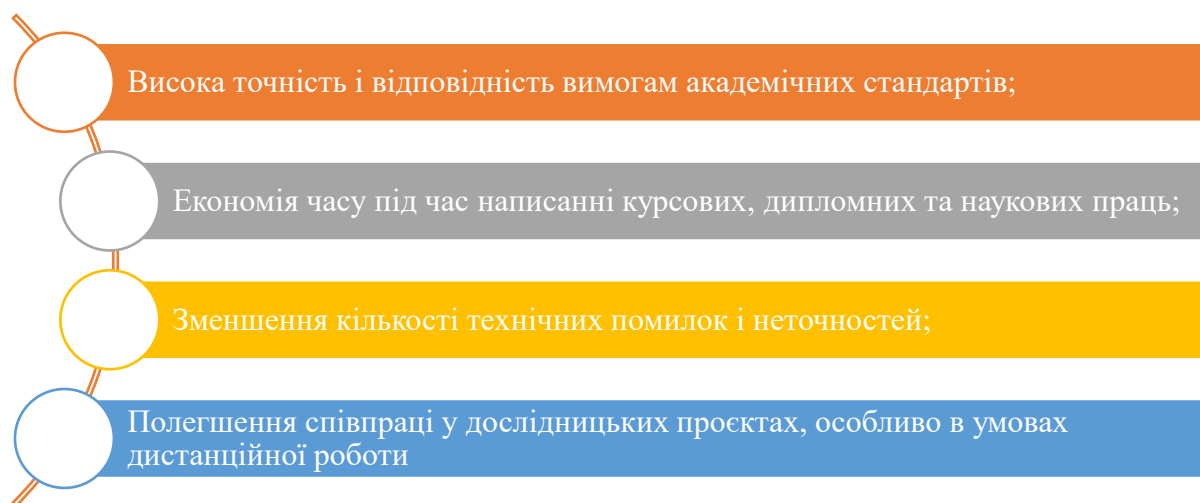 Висока точність і відповідність вимогам академічних стандартів;
Економія часу під час написанні курсових, дипломних та наукових праць;
Зменшення кількості технічних помилок і неточностей;
Полегшення співпраці у дослідницьких проєктах, особливо в умовах
дистанційної роботи